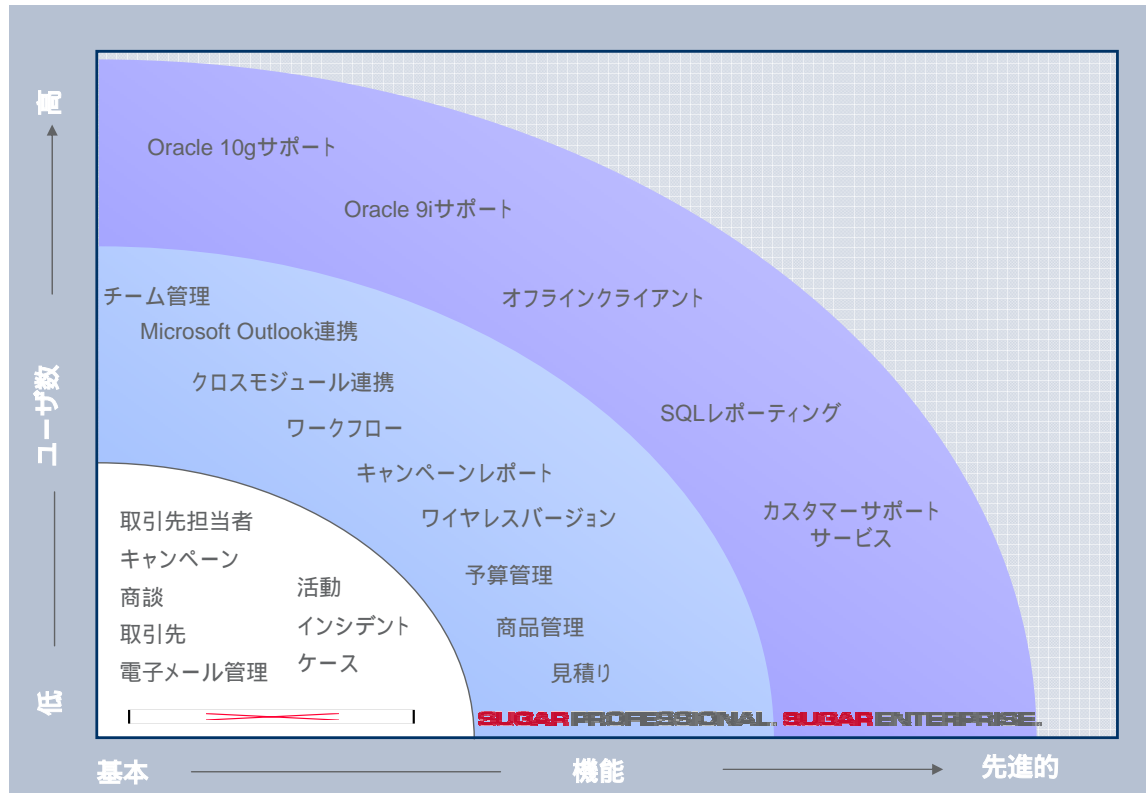 高
Oracle 10gサポート
Oracle 9iサポート
チーム管理
オフラインクライアント
Microsoft Outlook連携
ユーザ数
クロスモジュール連携
SQLレポーティング
ワークフロー
キャンペーンレポート
取引先担当者
ワイヤレスバージョン
カスタマーサポート
サービス
キャンペーン
予算管理
活動
商談
インシデント
商品管理
取引先
ケース
電子メール管理
見積り
低
SUGAR PROFESSIONAL.
SUGAR ENTERPRISE.
基本
機能
先進的